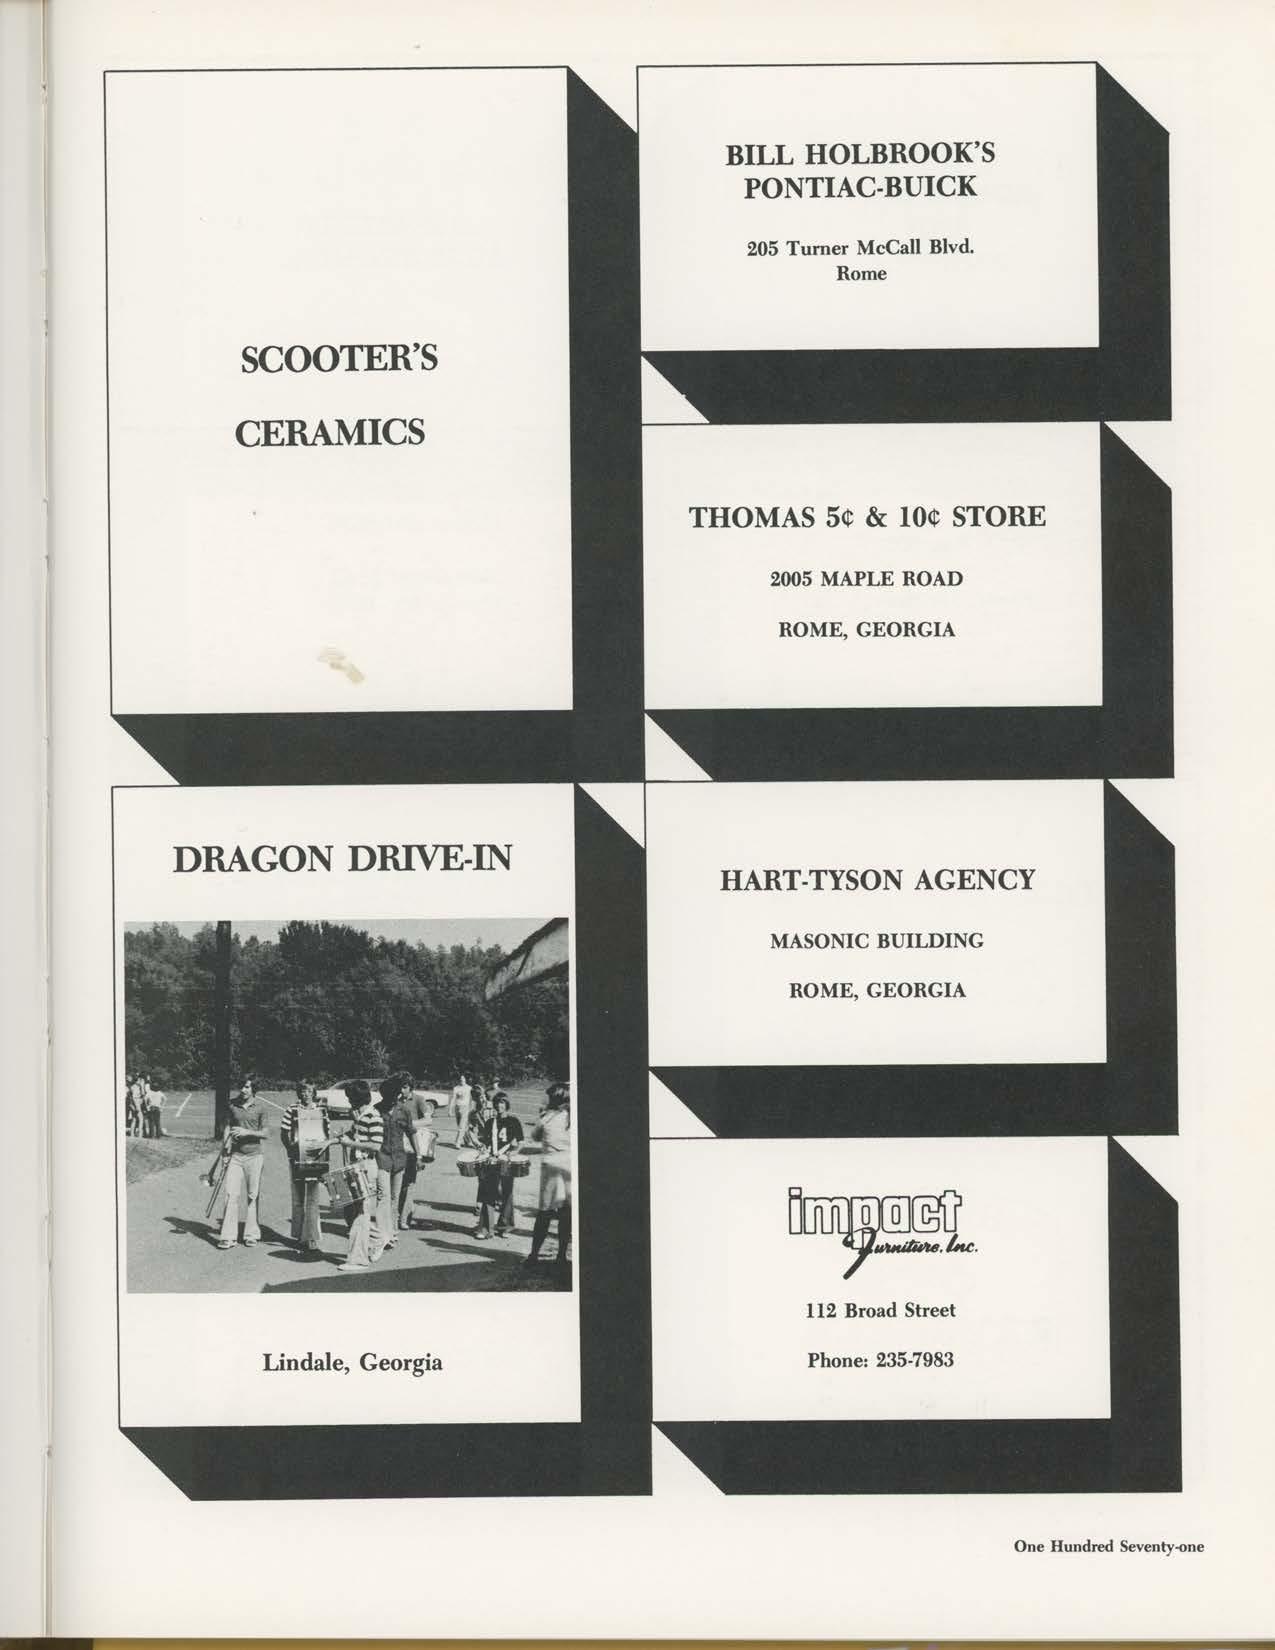 SCOOTER'S
CERAMICS
DRAGON DRIVE-IN
4
Lindale, Georgia
BILL HOLBROOK'S
PONTIAC-BUICK
205 Turner McCall Blvd.
Rome
THOMAS 5¢ & 10¢ STORE
2005 MAPLE ROAD
ROME, GEORGIA
HART-TYSON AGENCY
MASONIC BUILDING
ROME, GEORGIA
impact
Furniture, Inc.
112 Broad Street
Phone: 235-7983
One Hundred Seventy-one